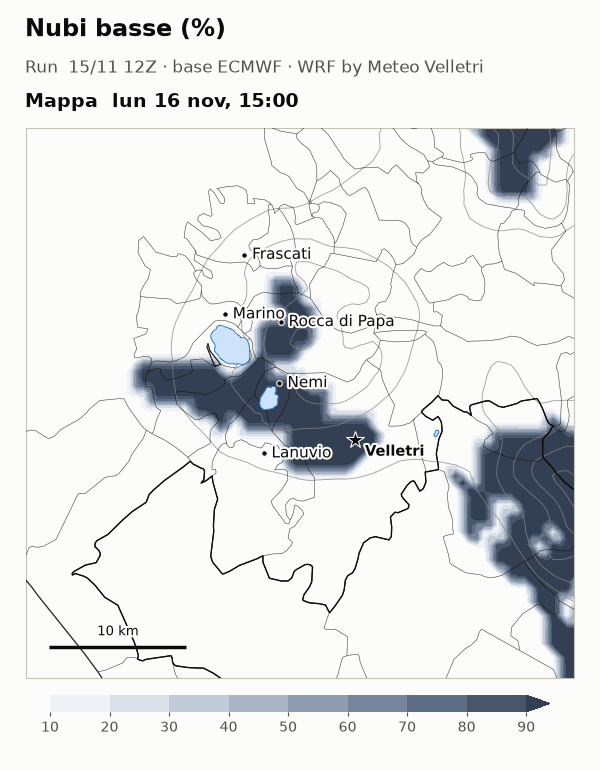 Nubi basse (%)
Run  15/11 12Z · base ECMWF · WRF by Meteo Velletri
Mappa  lun 16 nov, 15:00
Frascati
Marino
Rocca di Papa
Nemi
Velletri
Lanuvio
10 km
10 20 30 40 50 60 70 80 90